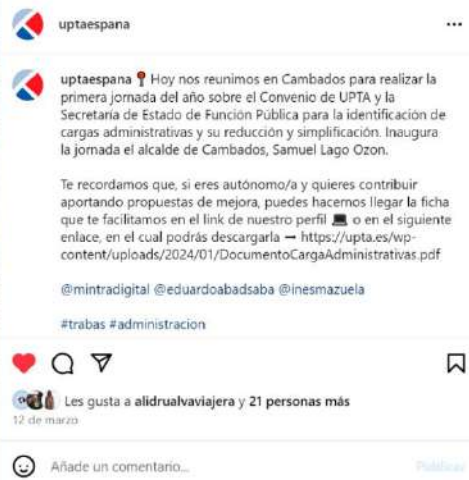 uptaespana
uptaespana 📍 Hoy nos reunimos en Cambados para realizar la
primera jornada del año sobre el Convenio de UPTA y la
Secretaría de Estado de Función Pública para la identificación de
cargas administrativas y su reducción y simplificación. Inaugura
la jornada el alcalde de Cambados, Samuel Lago Ozon.
Te recordamos que, si eres autónomo/a y quieres contribuir
aportando propuestas de mejora, puedes hacernos llegar la ficha
que te facilitamos en el link de nuestro perfil 💻 o en el siguiente
enlace, en el cual podrás descargarla → https://upta.es/wp-
content/uploads/2024/01/DocumentoCargaAdministrativas.pdf
@mintradigital @eduardoabadsaba @inesmazuela
#trabas #administracion
Les gusta a alidrualvaviajera y 21 personas más
12 de marzo
Añade un comentario...
Publicar